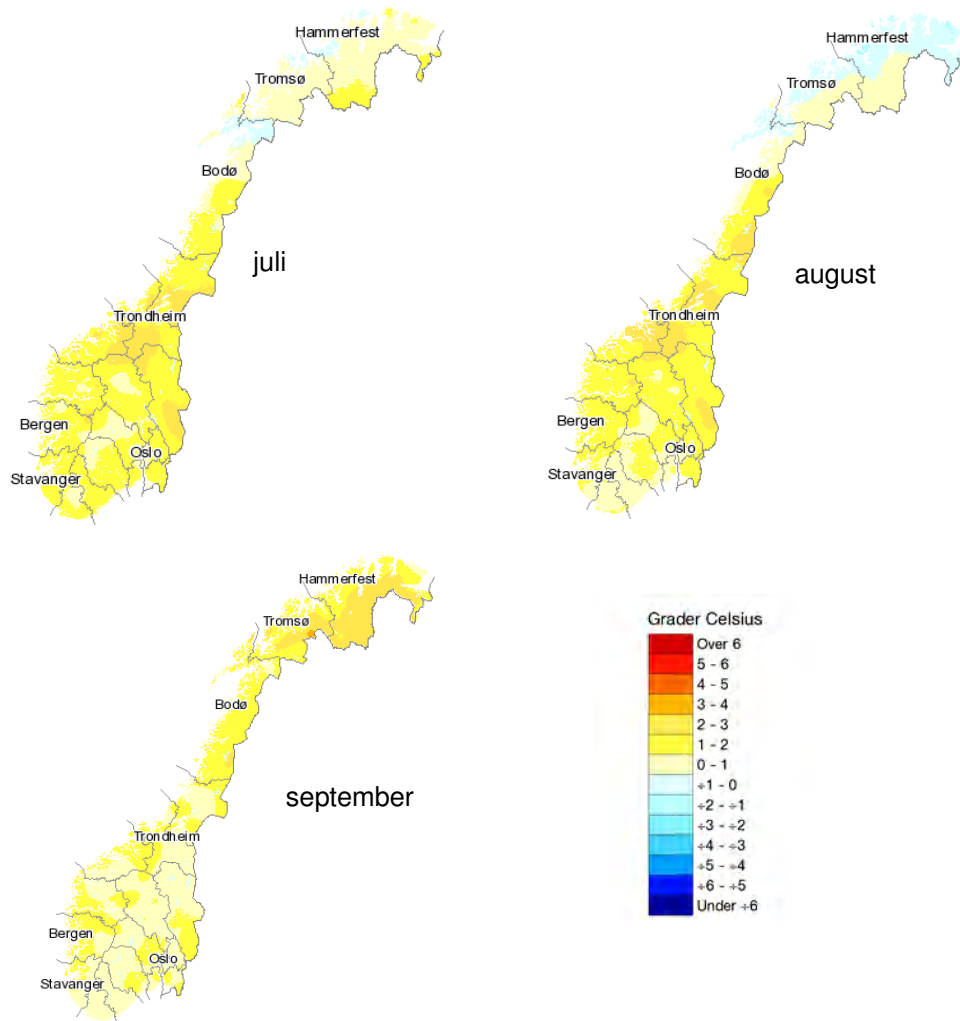 Hammerfest
Tromsø
Bodø
juli
Trondheim
Bergen
Oslo
Stavanger
Hammerfest
Tromsø
Bodø
august
Trondheim
Bergen
Oslo
Stavanger
Hammerfest
Tromsø
Bodø
september
Trondheim
Bergen
Oslo
Stavanger
Grader Celsius
Over 6
5 - 6
4 - 5
3 - 4
2 - 3
1 - 2
0 - 1
÷1 - 0
÷2 - ÷1
÷3 - ÷2
÷4 - ÷3
÷5 - ÷4
÷6 - ÷5
Under ÷6